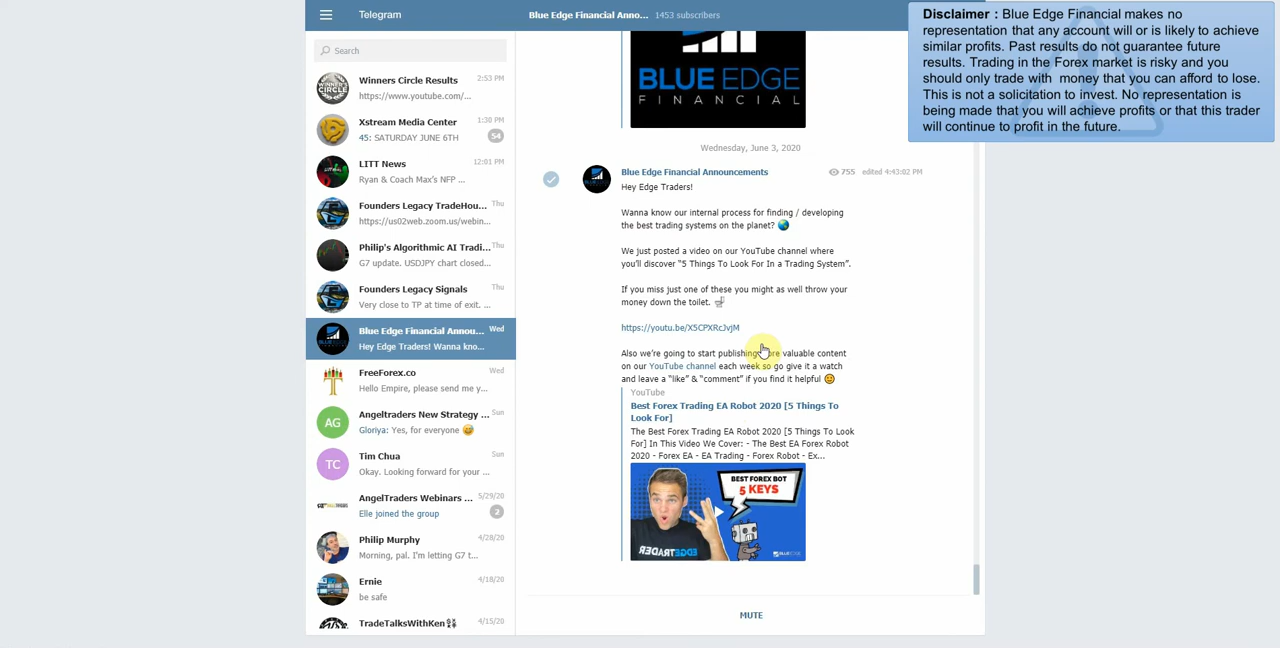 Telegram
Search
Winners Circle Results 2:53 PM
https://www.youtube.com/...
Xstream Media Center 1:30 PM
45: SATURDAY JUNE 6TH 54
LITT News 12:01 PM
Ryan & Coach Max's NFP ...
Founders Legacy TradeHou... Thu
https://us02web.zoom.us/webin...
Philip's Algorithmic AI Tradi... Thu
G7 update. USDJPY chart closed...
Founders Legacy Signals Thu
Very close to TP at time of exit. ...
Blue Edge Financial Annou... Wed
Hey Edge Traders! Wanna kno...
FreeForex.co Wed
Hello Empire, please send me y...
Angeltraders New Strategy ... Sun
AG Gloriya: Yes, for everyone 😅
Tim Chua Sun
TC Okay. Looking forward for your ...
AngelTraders Webinars ... 5/29/20
Elle joined the group 2
Philip Murphy 4/28/20
Morning, pal. I'm letting G7 t...
Ernie 4/18/20
be safe
TradeTalksWithKen 4/15/20
Blue Edge Financial Anno... 1453 subscribers
BLUE EDGE
FINANCIAL
Wednesday, June 3, 2020
Blue Edge Financial Announcements 755 edited 4:43:02 PM
Hey Edge Traders!
Wanna know our internal process for finding / developing
the best trading systems on the planet? 🌏
We just posted a video on our YouTube channel where
you'll discover "5 Things To Look For In a Trading System".
If you miss just one of these you might as well throw your
money down the toilet. 🚽
https://youtu.be/X5CPXRcJvjM
Also we're going to start publishing valuable content
on our YouTube channel each week so go give it a watch
and leave a "like" & "comment" if you find it helpful 🙂
YouTube
Best Forex Trading EA Robot 2020 [5 Things To
Look For]
The Best Forex Trading EA Robot 2020 [5 Things To Look
For] In This Video We Cover: - The Best EA Forex Robot
2020 - Forex EA - EA Trading - Forex Robot - Ex...
BEST FOREX BOT
5 KEYS
EDGE TRADER
BLUEEDGE
MUTE
Disclaimer : Blue Edge Financial makes no
representation that any account will or is likely to achieve
similar profits. Past results do not guarantee future
results. Trading in the Forex market is risky and you
should only trade with money that you can afford to lose.
This is not a solicitation to invest. No representation is
being made that you will achieve profits or that this trader
will continue to profit in the future.